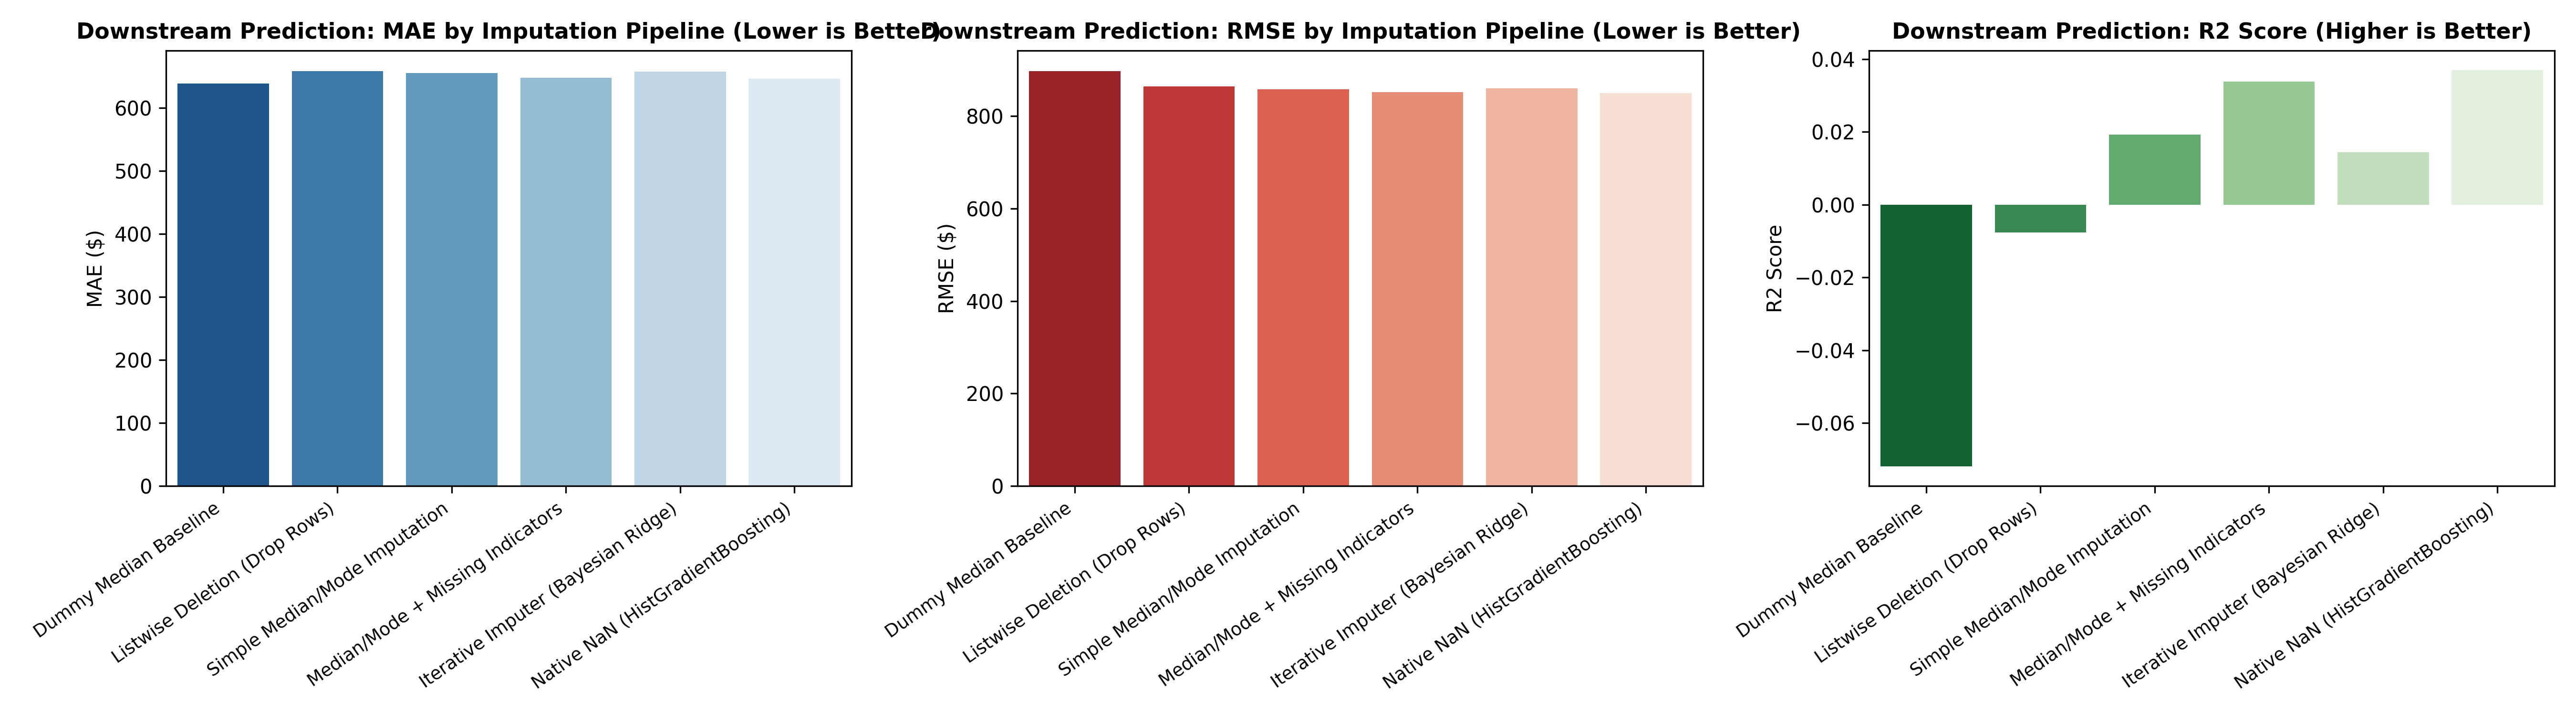 Downstream Prediction: MAE by Imputation Pipeline (Lower is Better)
MAE ($)
600
500
400
300
200
100
0
Dummy Median Baseline
Listwise Deletion (Drop Rows)
Simple Median/Mode Imputation
Median/Mode + Missing Indicators
Iterative Imputer (Bayesian Ridge)
Native NaN (HistGradientBoosting)
Downstream Prediction: RMSE by Imputation Pipeline (Lower is Better)
RMSE ($)
800
600
400
200
0
Dummy Median Baseline
Listwise Deletion (Drop Rows)
Simple Median/Mode Imputation
Median/Mode + Missing Indicators
Iterative Imputer (Bayesian Ridge)
Native NaN (HistGradientBoosting)
Downstream Prediction: R2 Score (Higher is Better)
R2 Score
0.04
0.02
0.00
−0.02
−0.04
−0.06
Dummy Median Baseline
Listwise Deletion (Drop Rows)
Simple Median/Mode Imputation
Median/Mode + Missing Indicators
Iterative Imputer (Bayesian Ridge)
Native NaN (HistGradientBoosting)